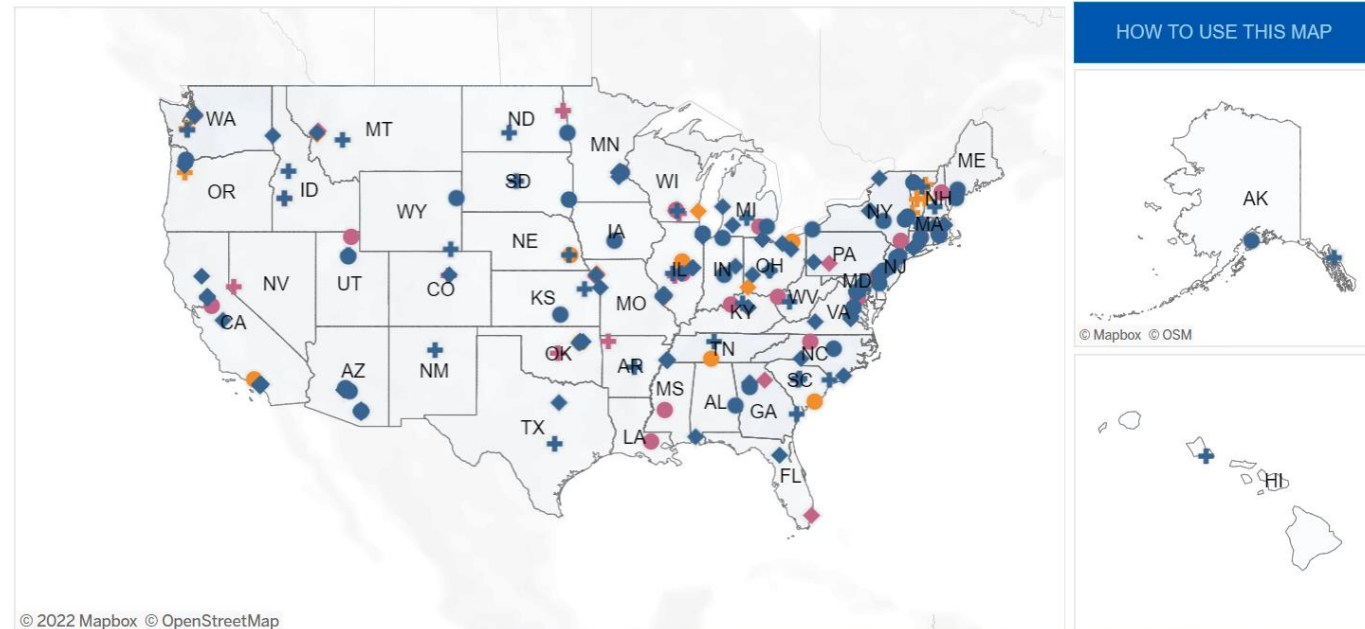 HOW TO USE THIS MAP
WA
MT
ND
MN
ME
OR
ID
SD
WI
MI
NY
NH
MA
WY
IA
NE
PA
NJ
NV
UT
CO
KS
MO
IL
IN
OH
WV
MD
VA
CA
KY
AZ
NM
OK
AR
TN
NC
SC
TX
LA
MS
AL
GA
FL
© 2022 Mapbox © OpenStreetMap
AK
© Mapbox © OSM
HI